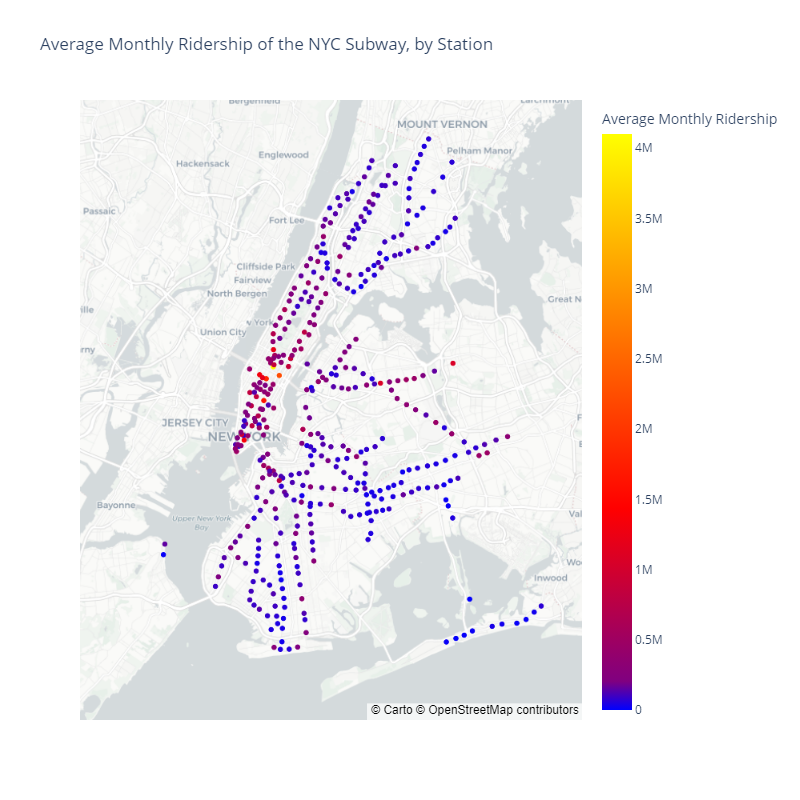 Average Monthly Ridership of the NYC Subway, by Station
Average Monthly Ridership
4M
3.5M
3M
2.5M
2M
1.5M
1M
0.5M
0
MOUNT VERNON
Pelham Manor
Englewood
Hackensack
Passaic
Fort Lee
Cliffside Park
Fairview
North Bergen
Great N
Union City
JERSEY CITY
NEW YORK
Bayonne
Upper New York
Bay
Inwood
© Carto © OpenStreetMap contributors